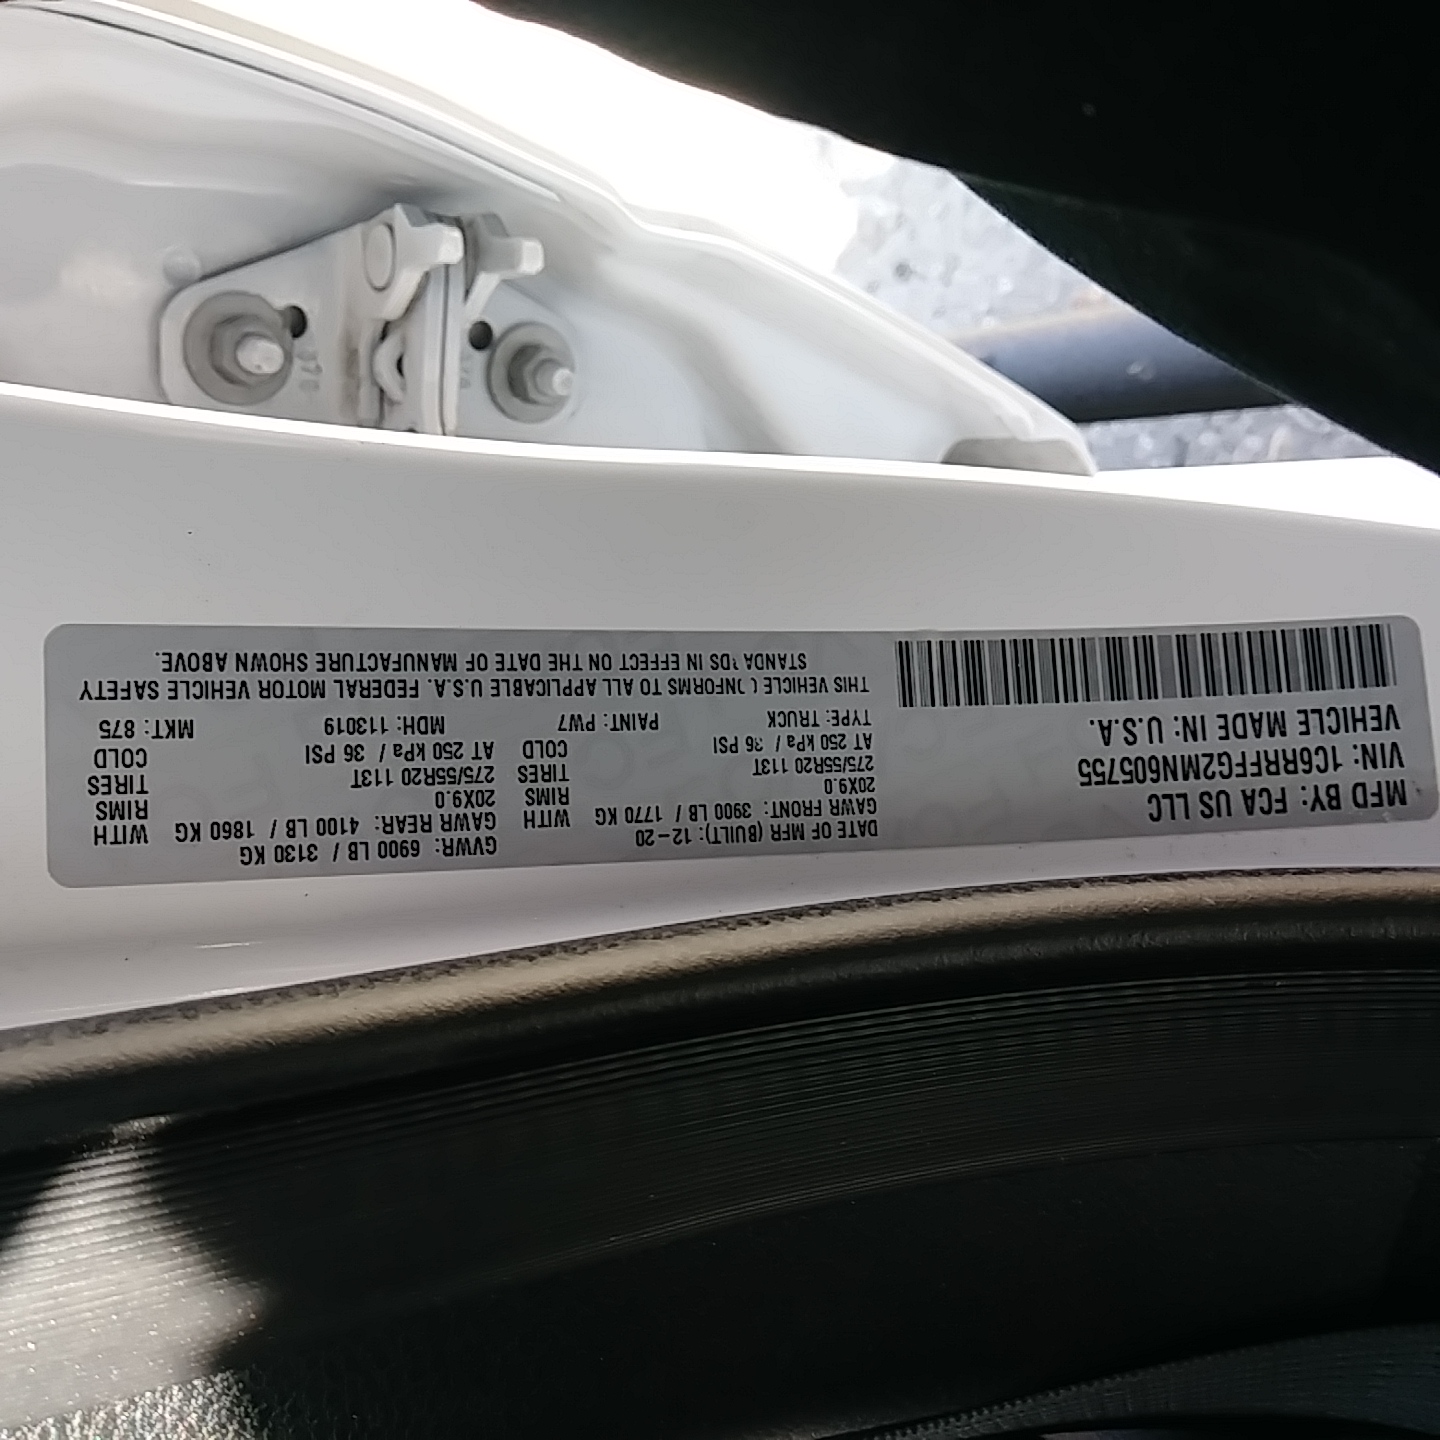 MFD BY: FCA US LLC
VIN: 1C6RRFFG2MN605755
VEHICLE MADE IN: U.S.A.
DATE OF MFR (BUILT): 12-20
GAWR FRONT: 3900 LB / 1770 KG WITH
20X9.0 RIMS
275/55R20 113T TIRES
AT 250 kPa / 36 PSI COLD
TYPE: TRUCK PAINT: PW7
GVWR: 6900 LB / 3130 KG
GAWR REAR: 4100 LB / 1860 KG WITH
20X9.0 RIMS
275/55R20 113T TIRES
AT 250 kPa / 36 PSI COLD
MDH: 113019 MKT: 875
THIS VEHICLE CONFORMS TO ALL APPLICABLE U.S.A. FEDERAL MOTOR VEHICLE SAFETY
STANDARDS IN EFFECT ON THE DATE OF MANUFACTURE SHOWN ABOVE.